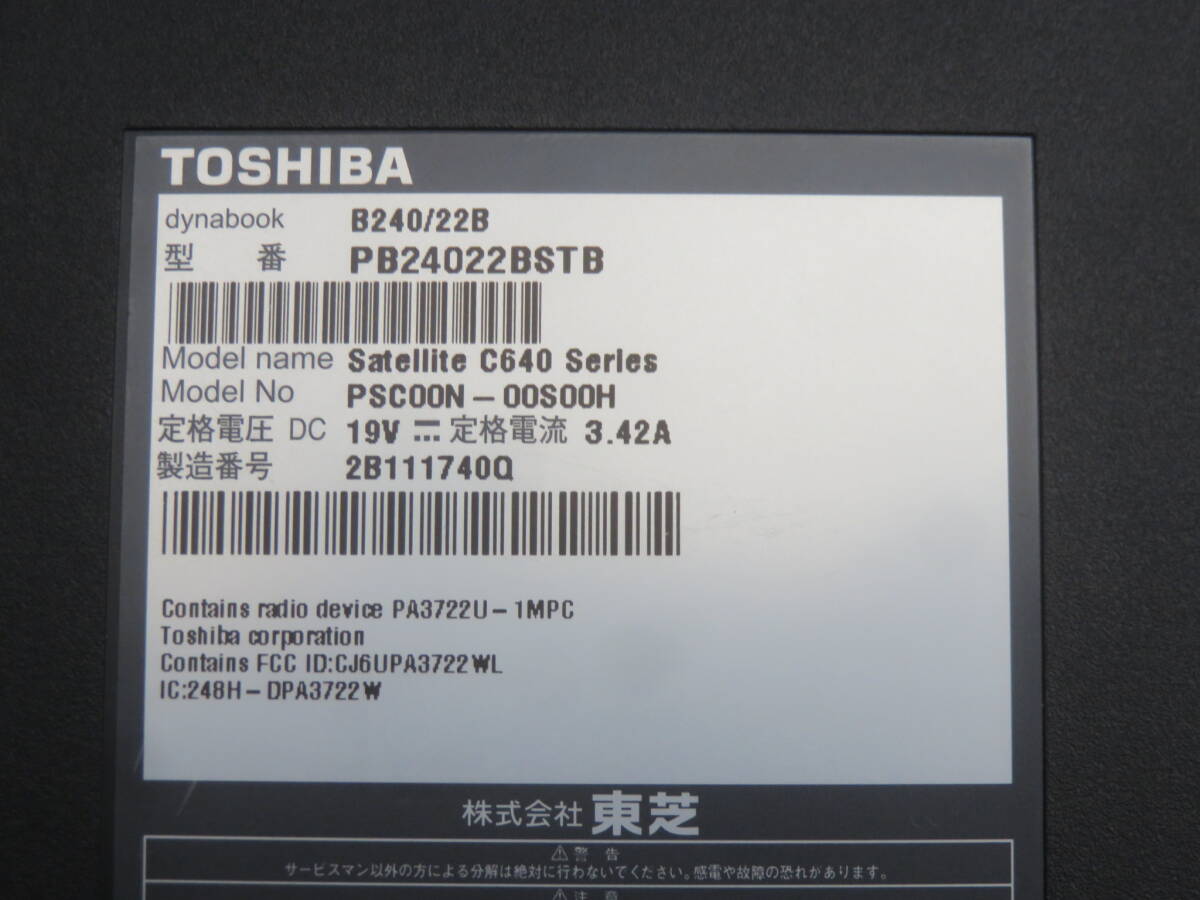 TOSHIBA
dynabook B240/22B
型 番 PB24022BSTB
Model name Satellite C640 Series
Model No PSC00N-00S00H
定格電圧 DC 19V ⎓ 定格電流 3.42A
製造番号 2B111740Q
Contains radio device PA3722U-1MPC
Toshiba corporation
Contains FCC ID:CJ6UPA3722WL
IC:248H-DPA3722W
株式会社 東芝
⚠ 警 告
サービスマン以外の方による分解は絶対に行わないでください。感電や故障の恐れがあります。
⚠ 注 意